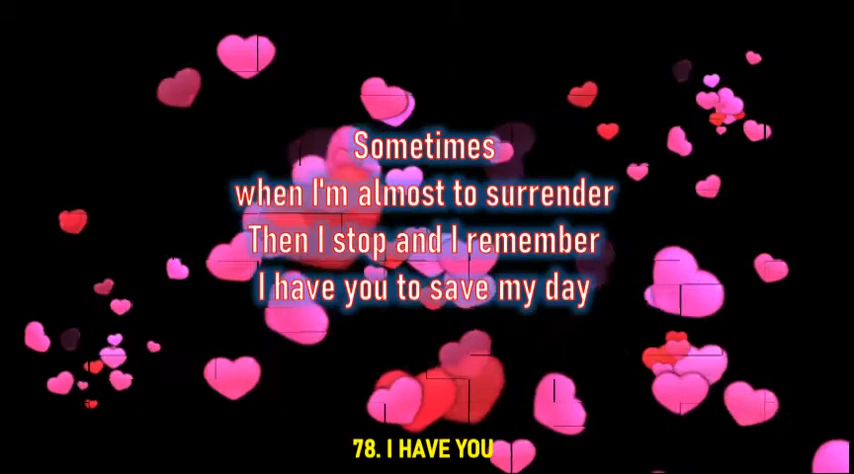 Sometimes
when I'm almost to surrender
Then I stop and I remember
I have you to save my day
78. I HAVE YOU